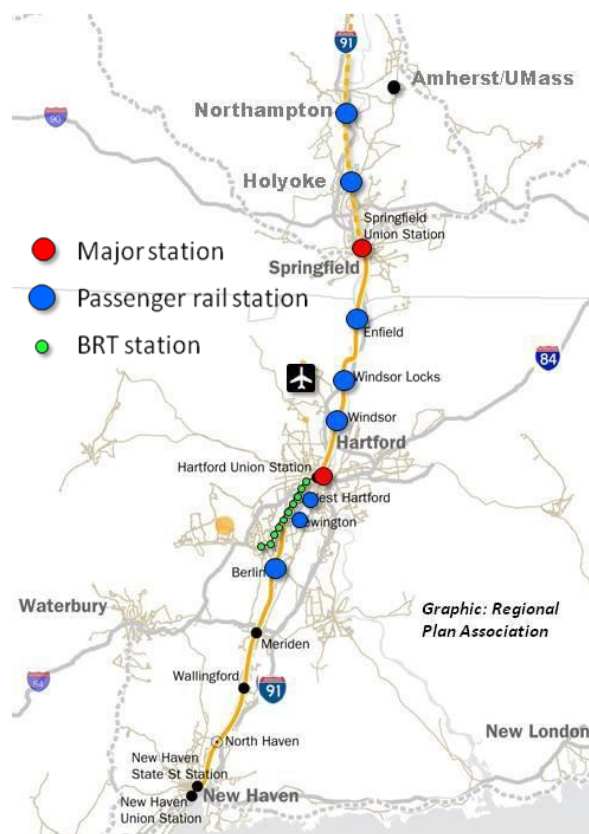 91
Amherst/UMass
Northampton
90
Holyoke
Springfield
Union Station
Major station
Springfield
Passenger rail station
Enfield
BRT station
84
Windsor Locks
Windsor
Hartford
Hartford Union Station
est Hartford
ewington
Berlin
Waterbury
Graphic: Regional
Plan Association
Meriden
84
Wallingford
91
North Haven
New London
New Haven
State St Station
New Haven
New Haven
Union Station